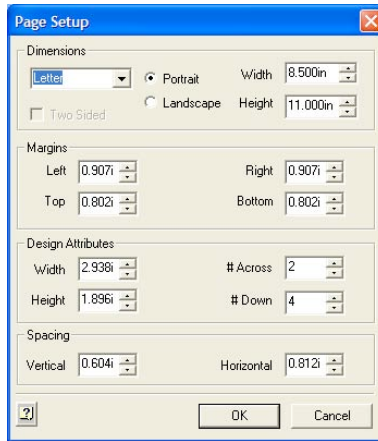 Page Setup
Dimensions
Letter Portrait Width 8.500in
Two Sided Landscape Height 11.000in
Margins
Left 0.907i Right 0.907i
Top 0.802i Bottom 0.802i
Design Attributes
Width 2.938i # Across 2
Height 1.896i # Down 4
Spacing
Vertical 0.604i Horizontal 0.812i
? OK Cancel